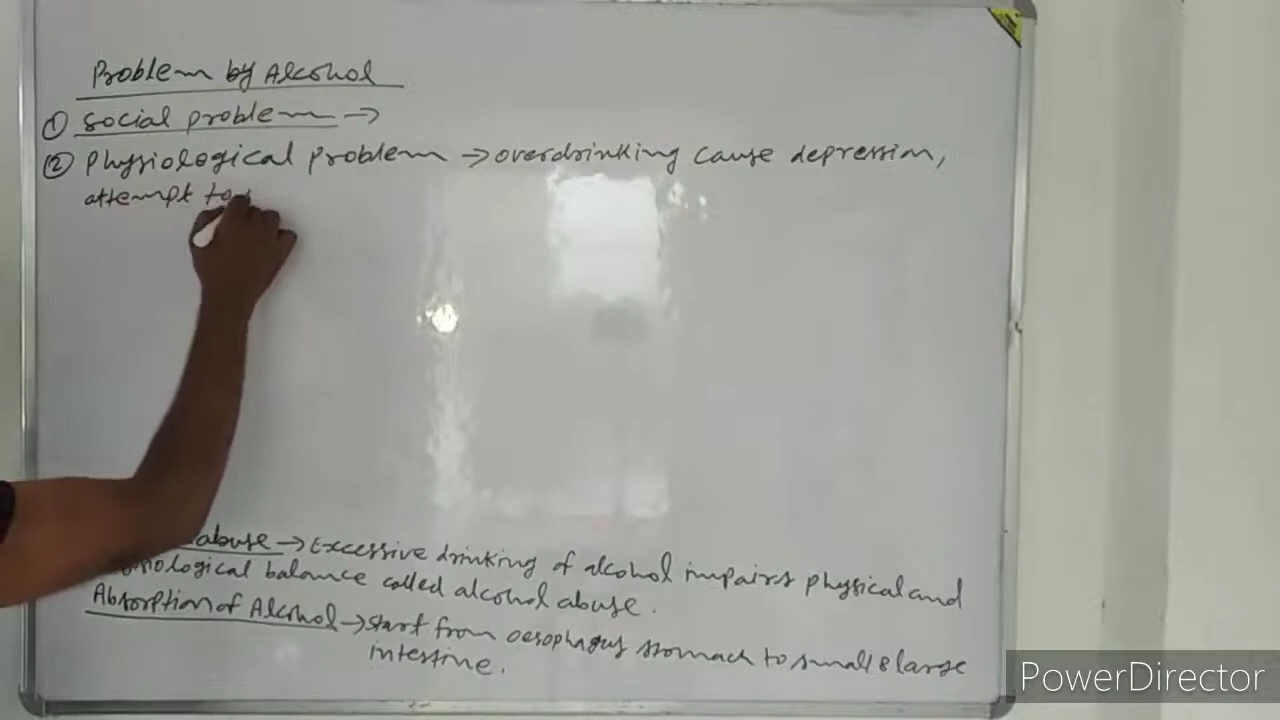 Problem by Alcohol
① Social problem →
② Physiological problem → overdrinking cause depression,
attempt to
abuse → Excessive drinking of alcohol impairs physical and
balance called alcohol abuse.
Absorption of Alcohol → start from oesophagus stomach to small & large
intestine.
PowerDirector